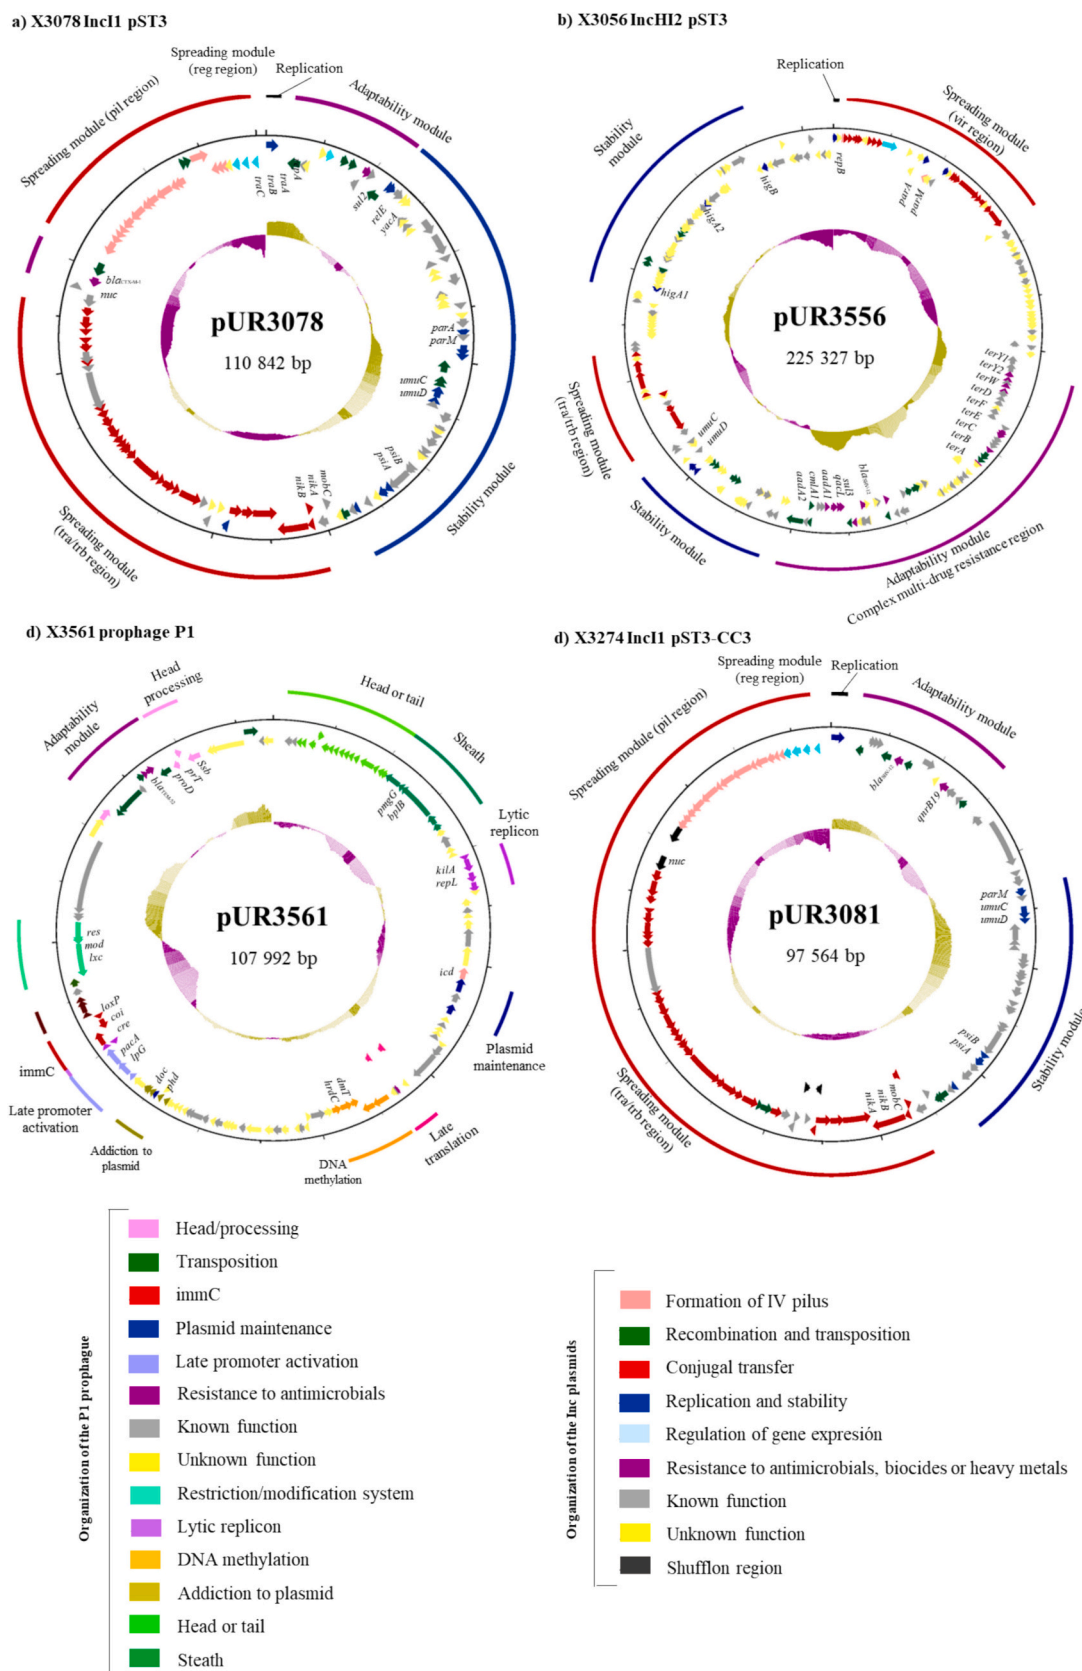 a) X3078 IncI1 pST3
Spreading module
(reg region)
Replication
Adaptability module
Spreading module (pil region)
traC
traB
traA
sul2
relE
yacA
blaCTX-M-1
nuc
pUR3078
110 842 bp
parA
parM
umuC
umuD
psiB
psiA
mobC
nikA
nikB
Stability module
Spreading module
(tra/trb region)
b) X3056 IncHI2 pST3
Replication
Spreading module
(vir region)
Stability
module
repB
higB
parA
parM
higA2
higA1
pUR3556
225 327 bp
terY1
terY2
terW
terD
terF
terE
terC
terB
terA
umuC
umuD
aadA2
cmlA1
aadA1
qacL
sul3
Spreading module
(tra/trb region)
Stability
module
Adaptability module
Complex multi-drug resistance region
d) X3561 prophage P1
Head
processing
Adaptability
module
Head or tail
Sheath
Lytic
replicon
Ssb
prT
proD
pmgG
bplB
kilA
repL
pUR3561
107 992 bp
res
mod
lxc
icd
loxP
coi
cre
pacA
lpG
doc
phd
dmT
hrdC
immC
Late promoter
activation
Addiction to
plasmid
DNA
methylation
Late
translation
Plasmid
maintenance
d) X3274 IncI1 pST3-CC3
Spreading module
(reg region)
Replication
Adaptability module
Spreading module (pil region)
qnrB19
nuc
pUR3081
97 564 bp
parM
umuC
umuD
psiB
psiA
mobC
nikB
nikA
Stability module
Spreading module
(tra/trb region)
Organization of the P1 prophague
Head/processing
Transposition
immC
Plasmid maintenance
Late promoter activation
Resistance to antimicrobials
Known function
Unknown function
Restriction/modification system
Lytic replicon
DNA methylation
Addiction to plasmid
Head or tail
Steath
Organization of the Inc plasmids
Formation of IV pilus
Recombination and transposition
Conjugal transfer
Replication and stability
Regulation of gene expresión
Resistance to antimicrobials, biocides or heavy metals
Known function
Unknown function
Shufflon region